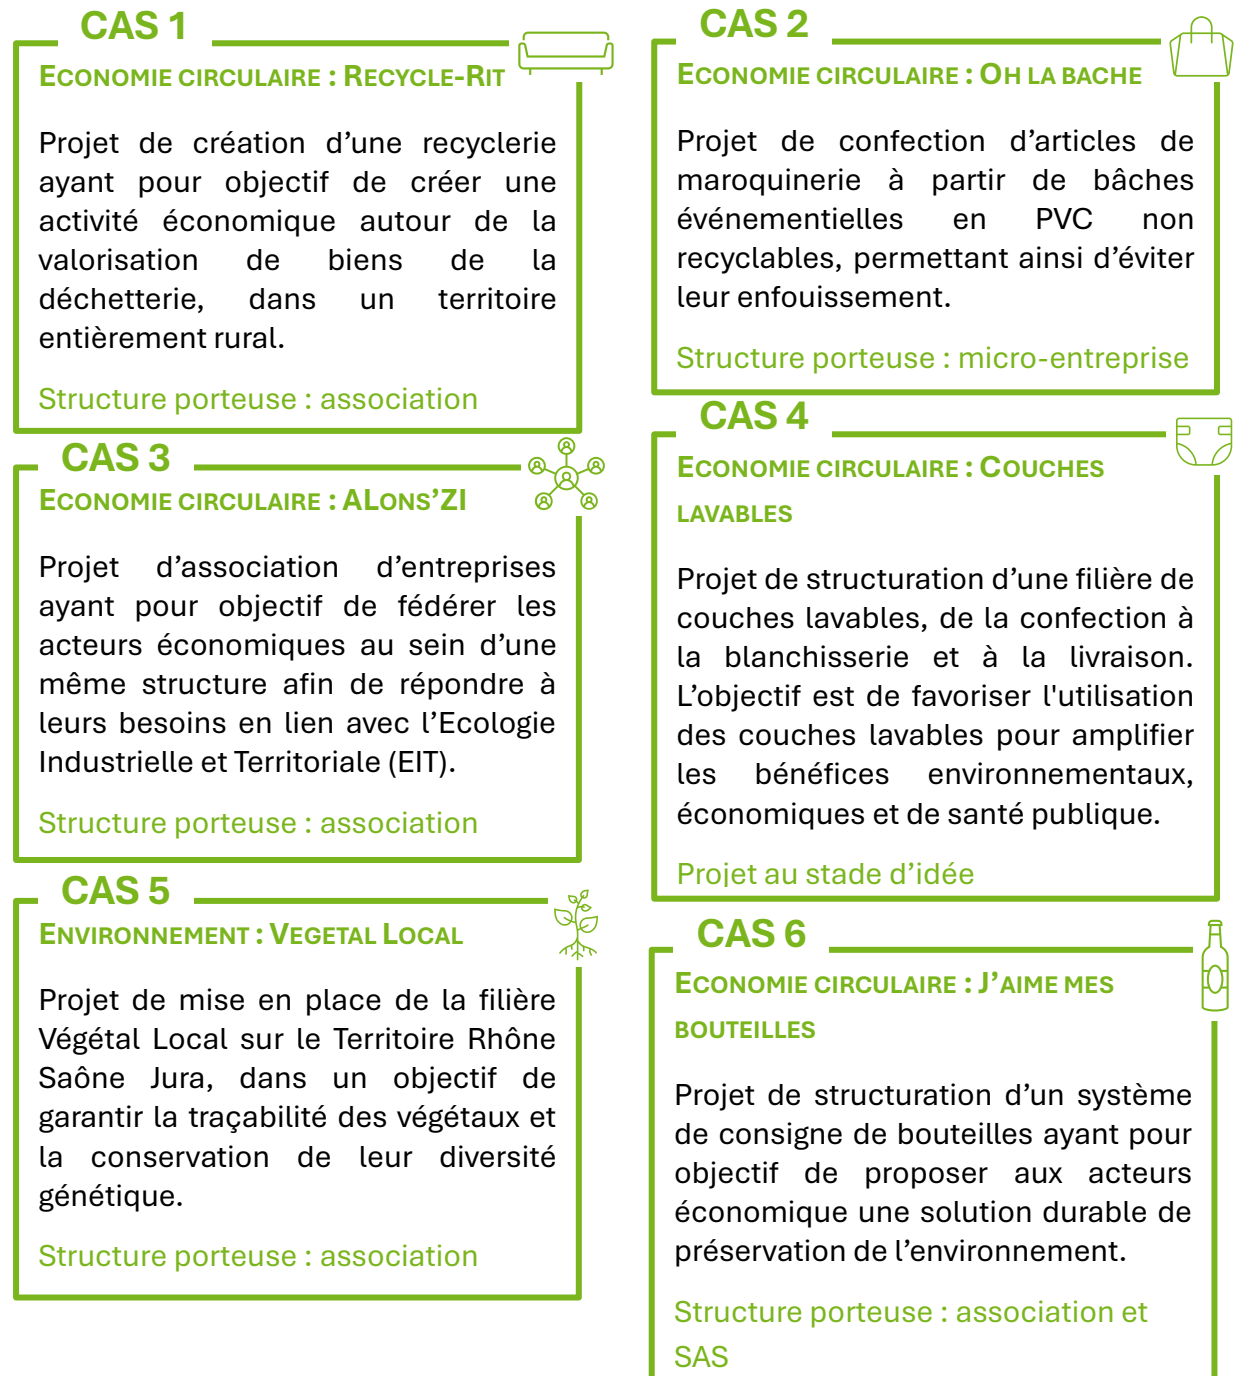 CAS 1
ECONOMIE CIRCULAIRE : RECYCLE-RIT
Projet de création d’une recyclerie
ayant pour objectif de créer une
activité économique autour de la
valorisation de biens de la
déchetterie, dans un territoire
entièrement rural.
Structure porteuse : association
CAS 2
ECONOMIE CIRCULAIRE : OH LA BACHE
Projet de confection d’articles de
maroquinerie à partir de bâches
événementielles en PVC non
recyclables, permettant ainsi d’éviter
leur enfouissement.
Structure porteuse : micro-entreprise
CAS 3
ECONOMIE CIRCULAIRE : ALONS’ZI
Projet d’association d’entreprises
ayant pour objectif de fédérer les
acteurs économiques au sein d’une
même structure afin de répondre à
leurs besoins en lien avec l’Ecologie
Industrielle et Territoriale (EIT).
Structure porteuse : association
CAS 4
ECONOMIE CIRCULAIRE : COUCHES
LAVABLES
Projet de structuration d’une filière de
couches lavables, de la confection à
la blanchisserie et à la livraison.
L’objectif est de favoriser l'utilisation
des couches lavables pour amplifier
les bénéfices environnementaux,
économiques et de santé publique.
Projet au stade d’idée
CAS 5
ENVIRONNEMENT : VEGETAL LOCAL
Projet de mise en place de la filière
Végétal Local sur le Territoire Rhône
Saône Jura, dans un objectif de
garantir la traçabilité des végétaux et
la conservation de leur diversité
génétique.
Structure porteuse : association
CAS 6
ECONOMIE CIRCULAIRE : J’AIME MES
BOUTEILLES
Projet de structuration d’un système
de consigne de bouteilles ayant pour
objectif de proposer aux acteurs
économique une solution durable de
préservation de l’environnement.
Structure porteuse : association et
SAS